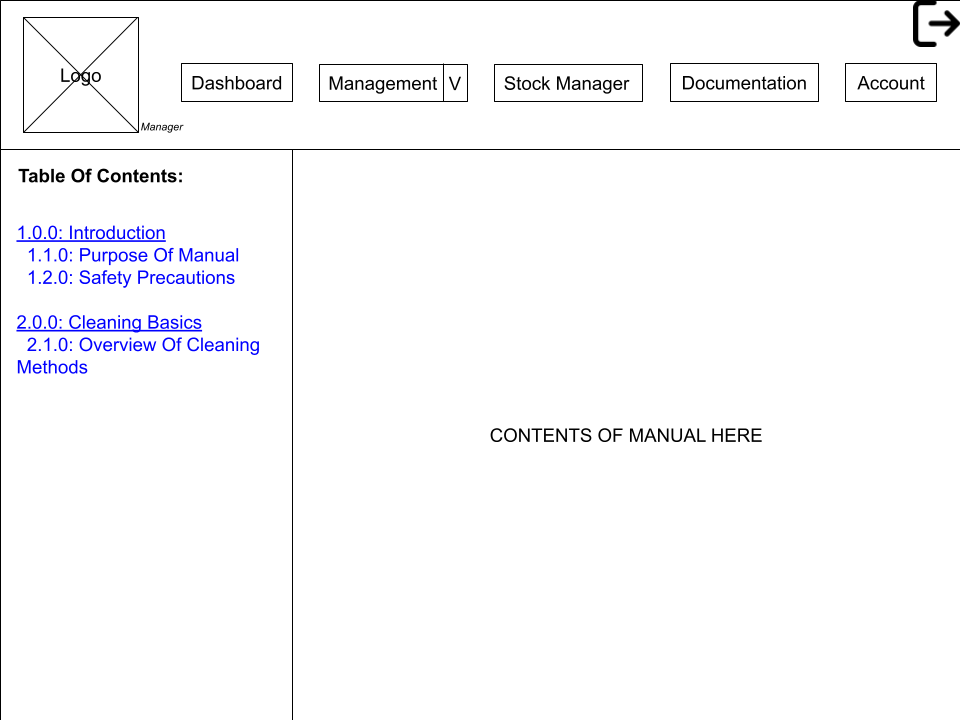 Logo
Manager
Dashboard
Management V
Stock Manager
Documentation
Account
Table Of Contents:
1.0.0: Introduction
1.1.0: Purpose Of Manual
1.2.0: Safety Precautions
2.0.0: Cleaning Basics
2.1.0: Overview Of Cleaning
Methods
CONTENTS OF MANUAL HERE